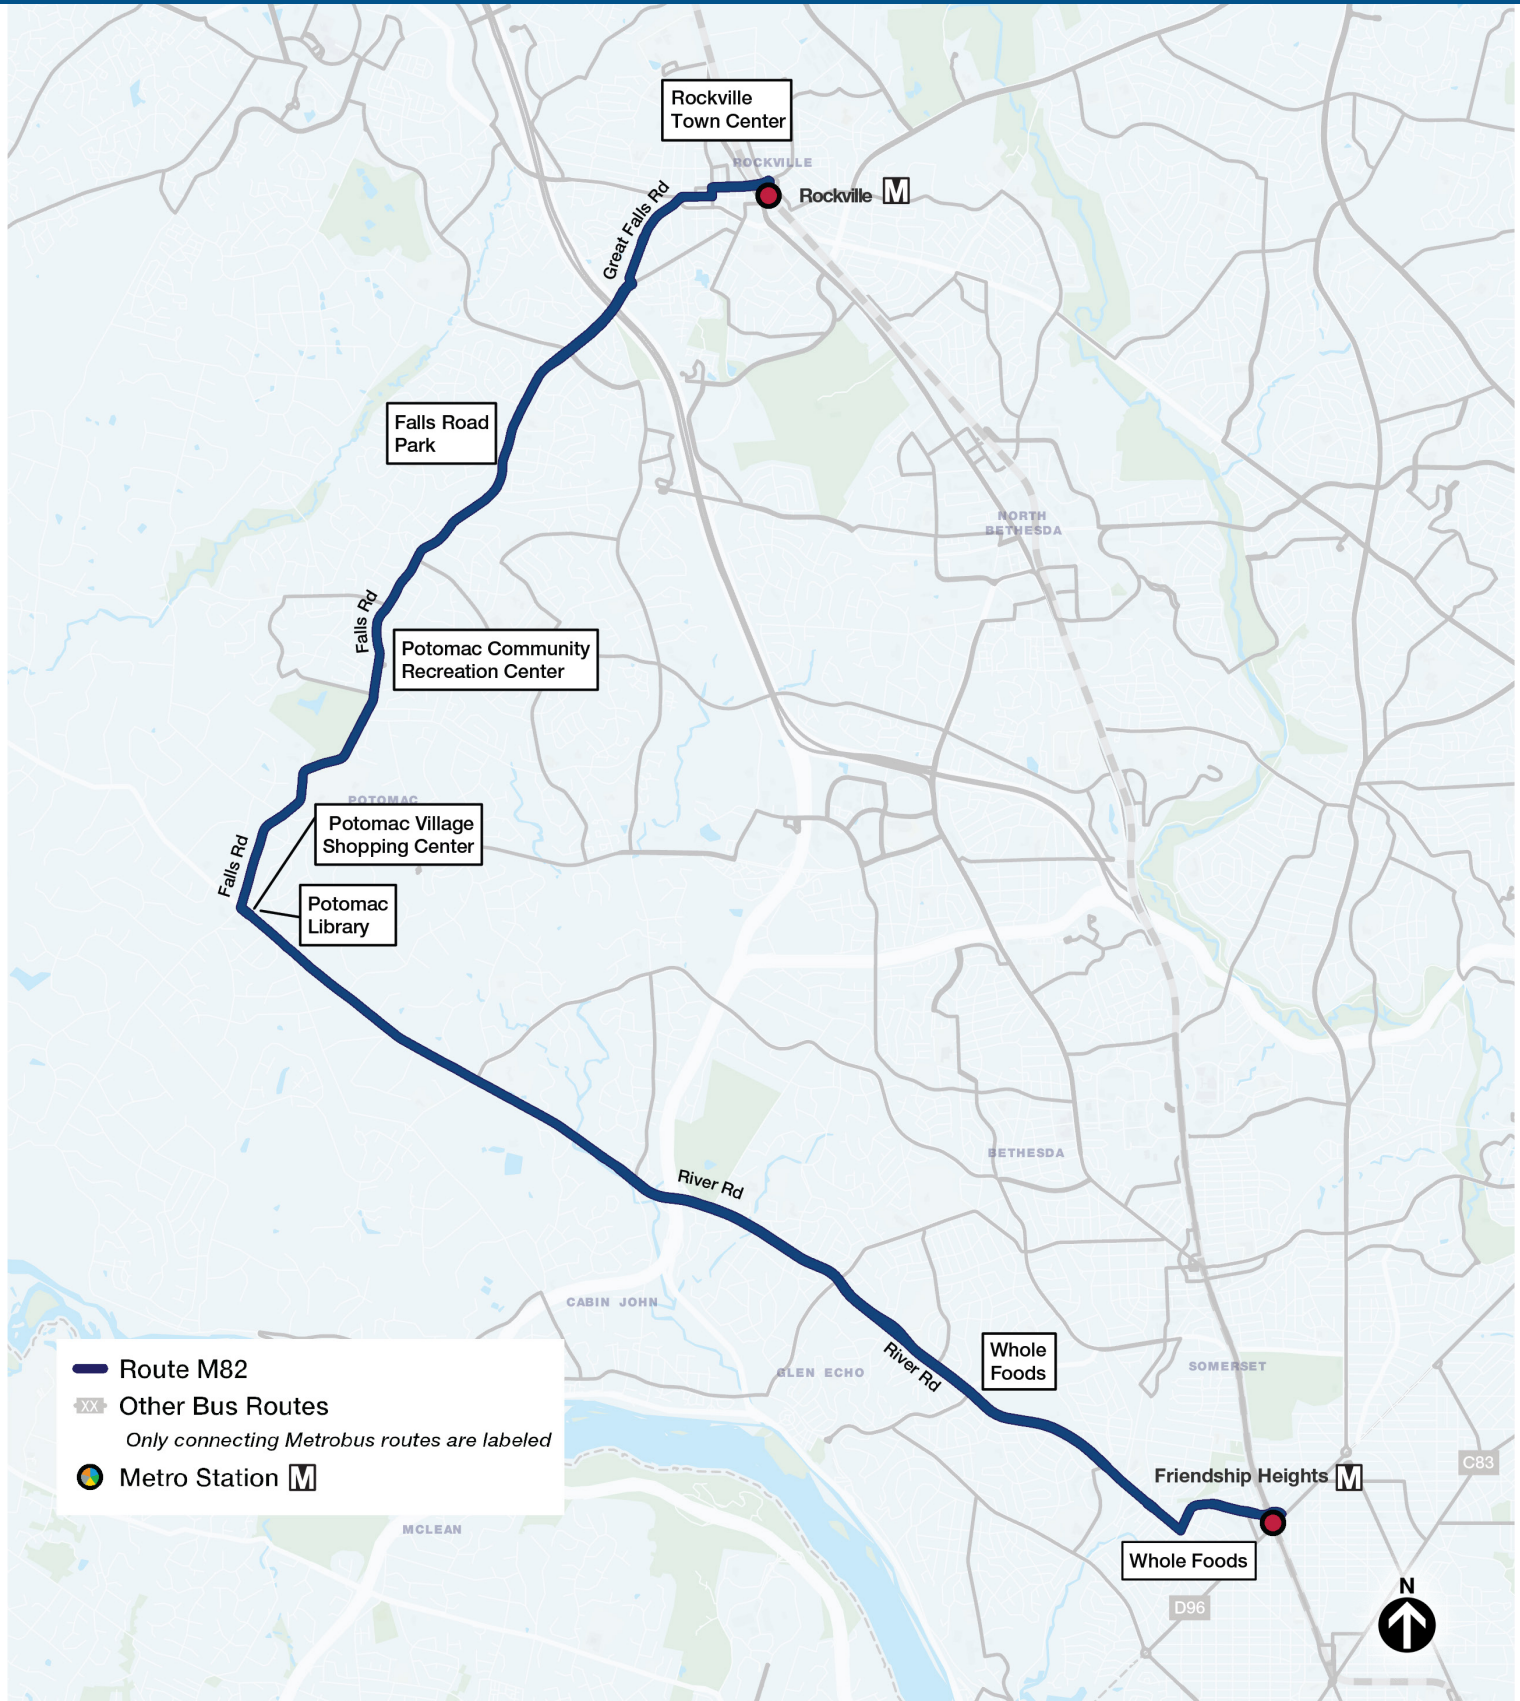 Rockville
Town Center
ROCKVILLE
Rockville M
Great Falls Rd
Falls Road
Park
NORTH
BETHESDA
Falls Rd
Potomac Community
Recreation Center
POTOMAC
Potomac Village
Shopping Center
Falls Rd
Potomac
Library
BETHESDA
River Rd
CABIN JOHN
River Rd
Whole
Foods
GLEN ECHO
SOMERSET
Route M82
XX Other Bus Routes
Only connecting Metrobus routes are labeled
Metro Station M
C83
Friendship Heights M
MCLEAN
Whole Foods
N
D96